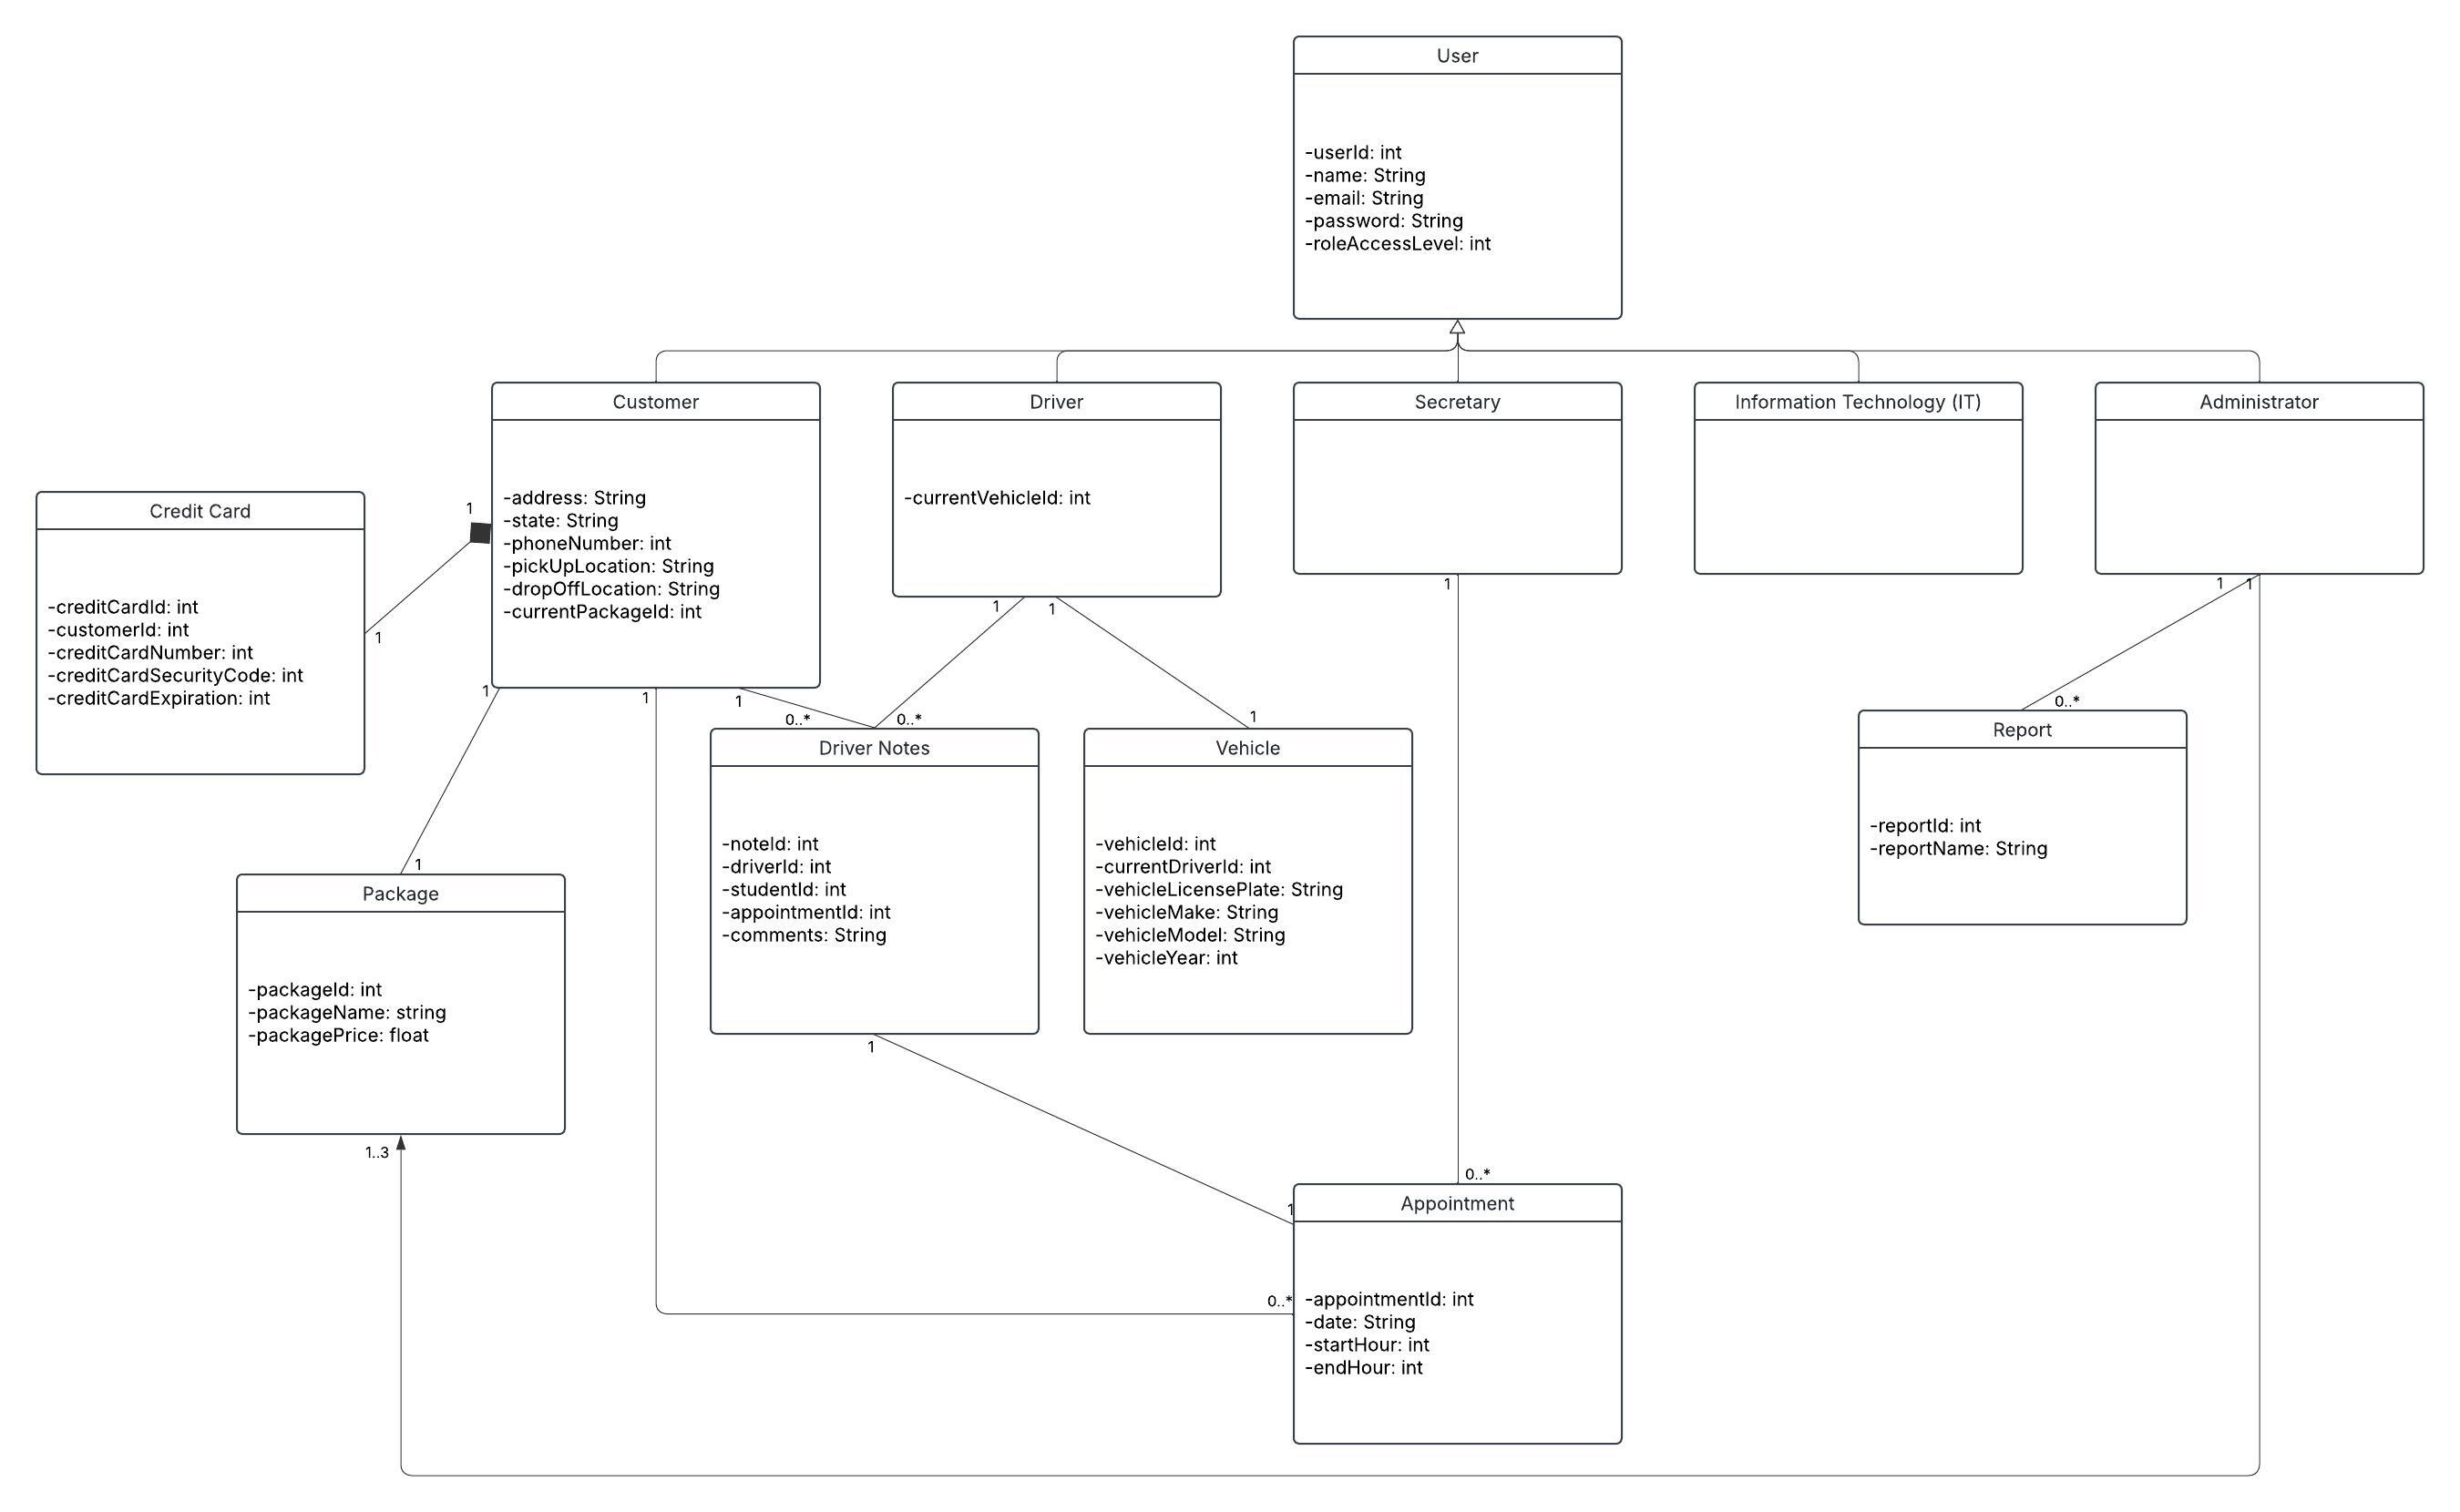 User
-userId: int
-name: String
-email: String
-password: String
-roleAccessLevel: int
Customer
-address: String
-state: String
-phoneNumber: int
-pickUpLocation: String
-dropOffLocation: String
-currentPackageId: int
Driver
-currentVehicleId: int
Secretary
Information Technology (IT)
Administrator
Credit Card
-creditCardId: int
-customerId: int
-creditCardNumber: int
-creditCardSecurityCode: int
-creditCardExpiration: int
1
1
1
1
1
1
1
1
1
1
0..*
0..*
1
0..*
Driver Notes
-noteId: int
-driverId: int
-studentId: int
-appointmentId: int
-comments: String
Vehicle
-vehicleId: int
-currentDriverId: int
-vehicleLicensePlate: String
-vehicleMake: String
-vehicleModel: String
-vehicleYear: int
Report
-reportId: int
-reportName: String
1
Package
-packageId: int
-packageName: string
-packagePrice: float
1
1..3
0..*
1
0..*
Appointment
-appointmentId: int
-date: String
-startHour: int
-endHour: int